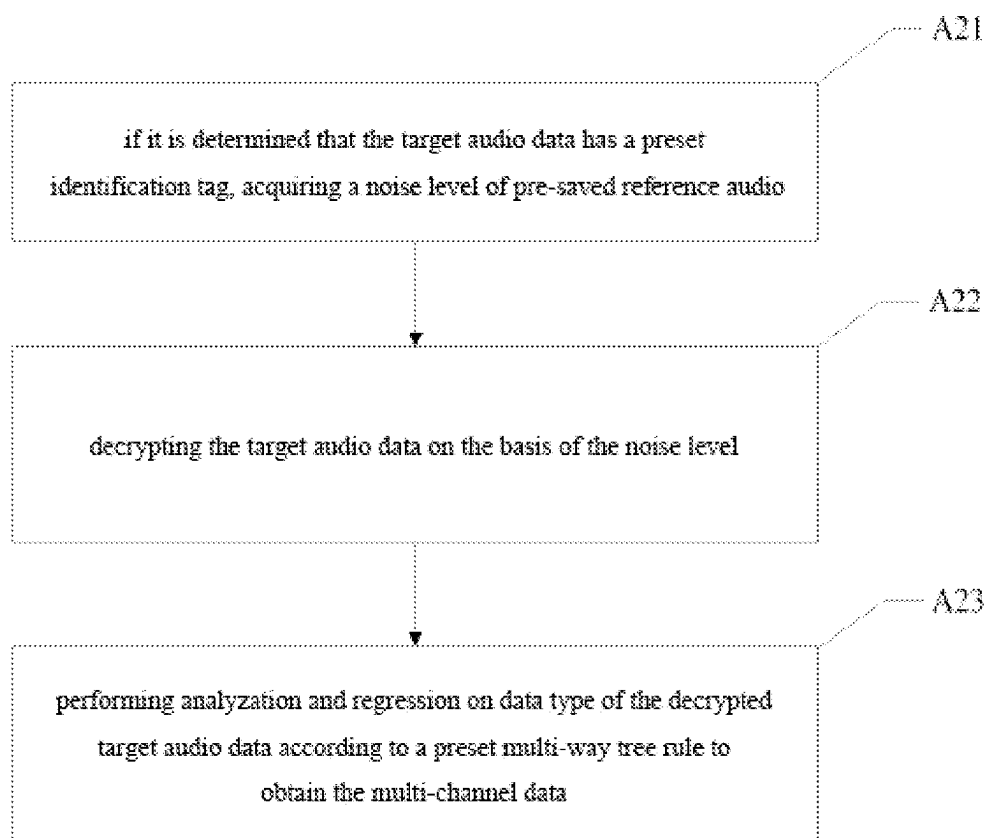 A21
if it is determined that the target audio data has a preset
identification tag, acquiring a noise level of pre-saved reference audio
A22
decrypting the target audio data on the basis of the noise level
A23
performing analyzation and regression on data type of the decrypted
target audio data according to a preset multi-way tree rule to
obtain the multi-channel data